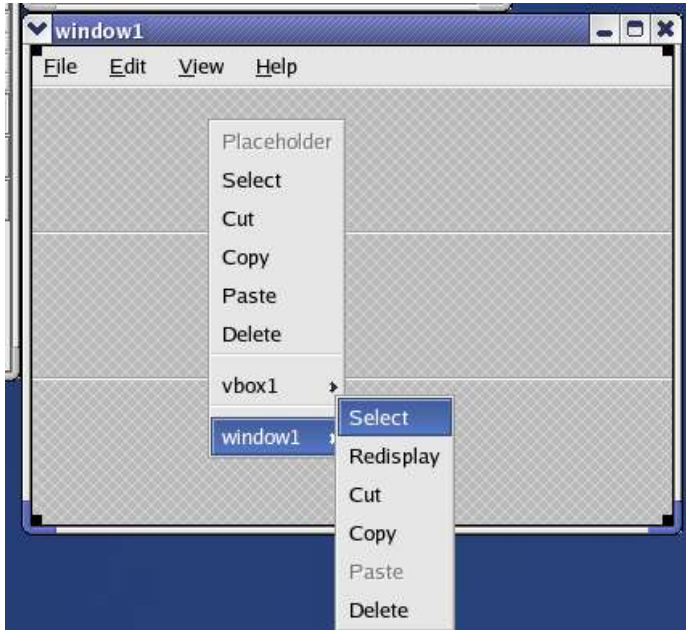 window1
File Edit View Help
Placeholder
Select
Cut
Copy
Paste
Delete
vbox1
window1
Select
Redisplay
Cut
Copy
Paste
Delete